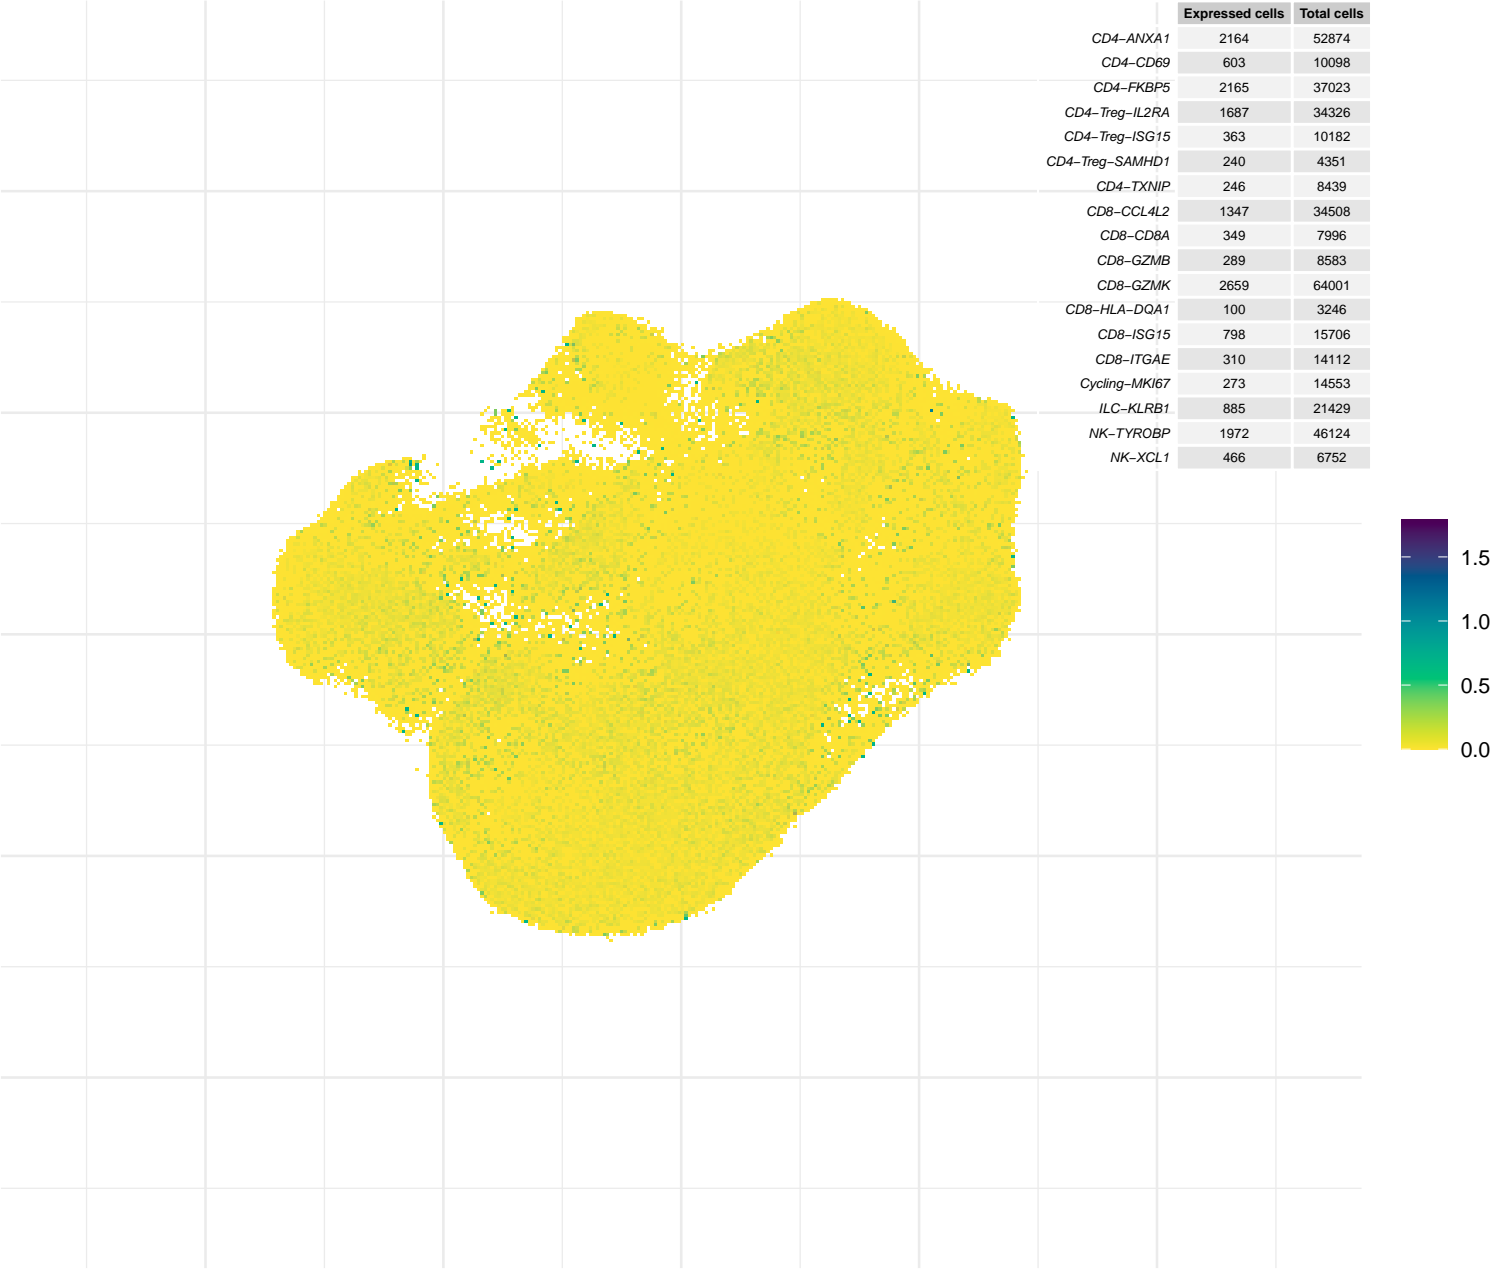 Expressed cells Total cells
CD4−ANXA1 2164 52874
CD4−CD69 603 10098
CD4−FKBP5 2165 37023
CD4−Treg−IL2RA 1687 34326
CD4−Treg−ISG15 363 10182
CD4−Treg−SAMHD1 240 4351
CD4−TXNIP 246 8439
CD8−CCL4L2 1347 34508
CD8−CD8A 349 7996
CD8−GZMB 289 8583
CD8−GZMK 2659 64001
CD8−HLA−DQA1 100 3246
CD8−ISG15 798 15706
CD8−ITGAE 310 14112
Cycling−MKI67 273 14553
ILC−KLRB1 885 21429
NK−TYROBP 1972 46124
NK−XCL1 466 6752
1.5
1.0
0.5
0.0